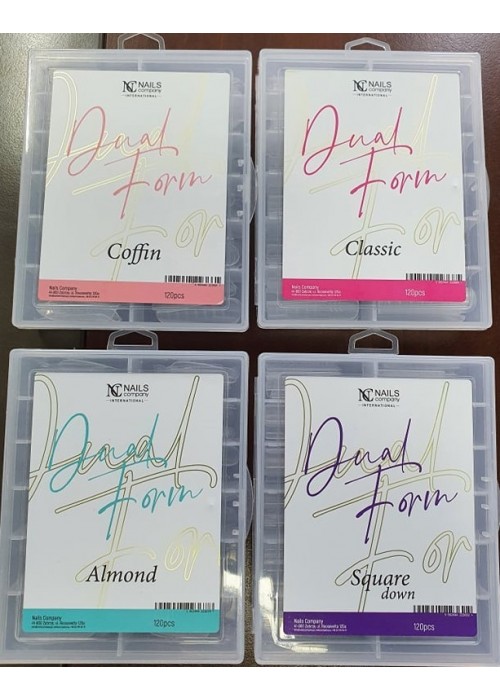 NC NAILS
company
INTERNATIONAL
Dual
Form
Coffin
Nails Company
120pcs
NC NAILS
company
INTERNATIONAL
Dual
Form
Classic
Nails Company
120pcs
NC NAILS
company
INTERNATIONAL
Dual
Form
Almond
Nails Company
120pcs
NC NAILS
company
INTERNATIONAL
Dual
Form
Square
down
Nails Company
120pcs